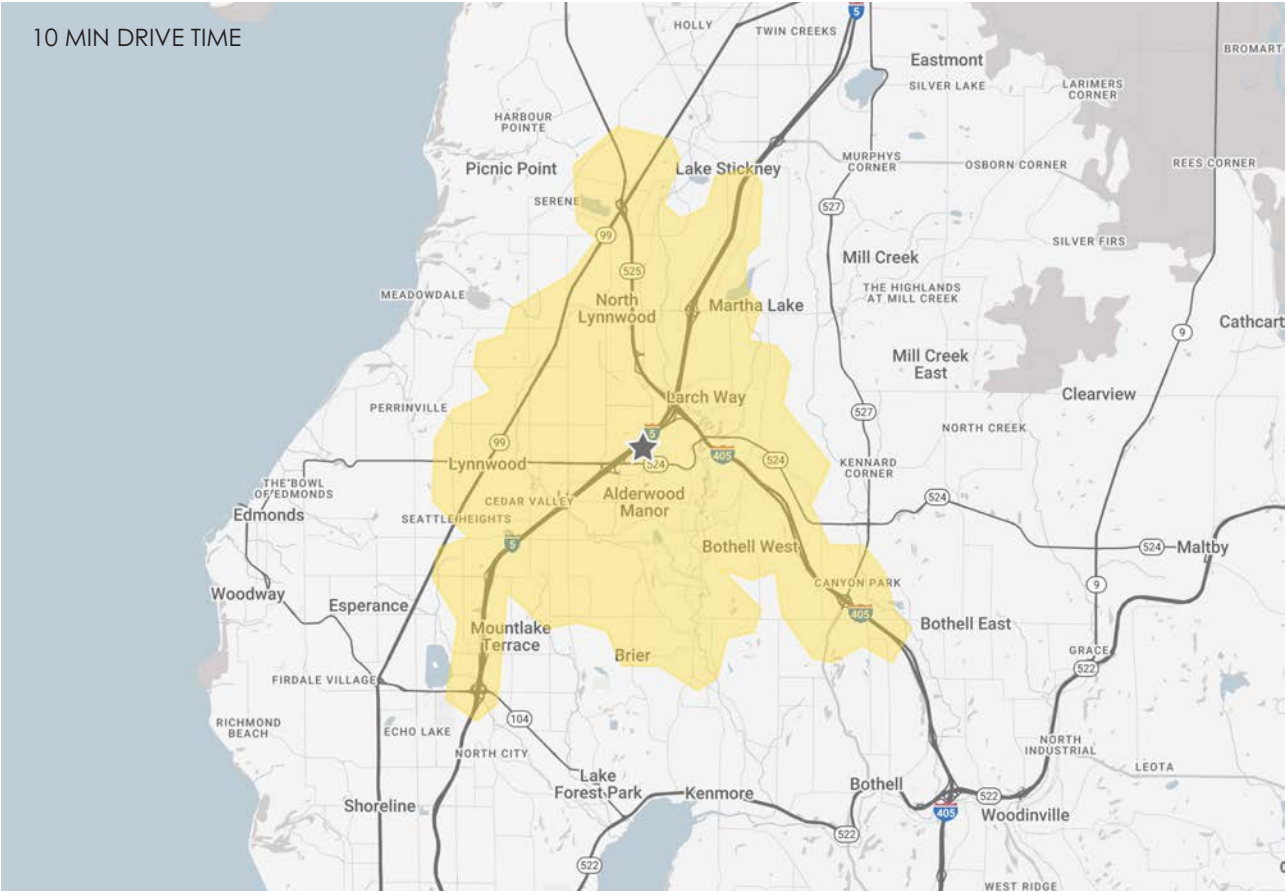 10 MIN DRIVE TIME
HOLLY
TWIN CREEKS
5
BROMART
Eastmont
SILVER LAKE
LARIMERS
CORNER
HARBOUR
POINTE
Picnic Point
Lake Stickney
MURPHYS
CORNER
OSBORN CORNER
REES CORNER
SERENE
527
99
SILVER FIRS
Mill Creek
525
MEADOWDALE
North
Lynnwood
Martha Lake
THE HIGHLANDS
AT MILL CREEK
Cathcart
9
Mill Creek
East
Clearview
Larch Way
PERRINVILLE
527
NORTH CREEK
5
99
Lynnwood
524
405
524
KENNARD
CORNER
THE BOWL
OF EDMONDS
Edmonds
CEDAR VALLEY
Alderwood
Manor
524
SEATTLE HEIGHTS
5
Bothell West
524
Maltby
CANYON PARK
9
Woodway
Esperance
405
Mountlake
Terrace
Bothell East
Brier
GRACE
522
FIRDALE VILLAGE
104
RICHMOND
BEACH
ECHO LAKE
NORTH CITY
NORTH
INDUSTRIAL
LEOTA
Lake
Forest Park
Kenmore
Bothell
Shoreline
522
405
Woodinville
522
522
WEST RIDGE